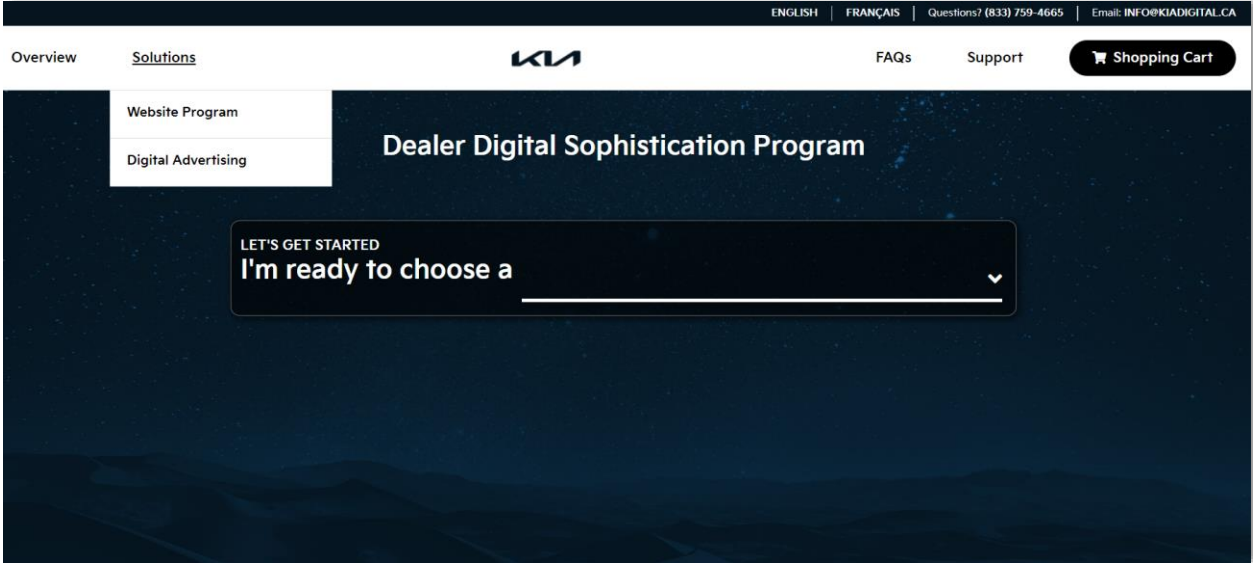 ENGLISH | FRANÇAIS | Questions? (833) 759-4665 | Email: INFO@KIADIGITAL.CA
Overview Solutions KIA FAQs Support Shopping Cart
Website Program
Digital Advertising
Dealer Digital Sophistication Program
LET'S GET STARTED
I'm ready to choose a